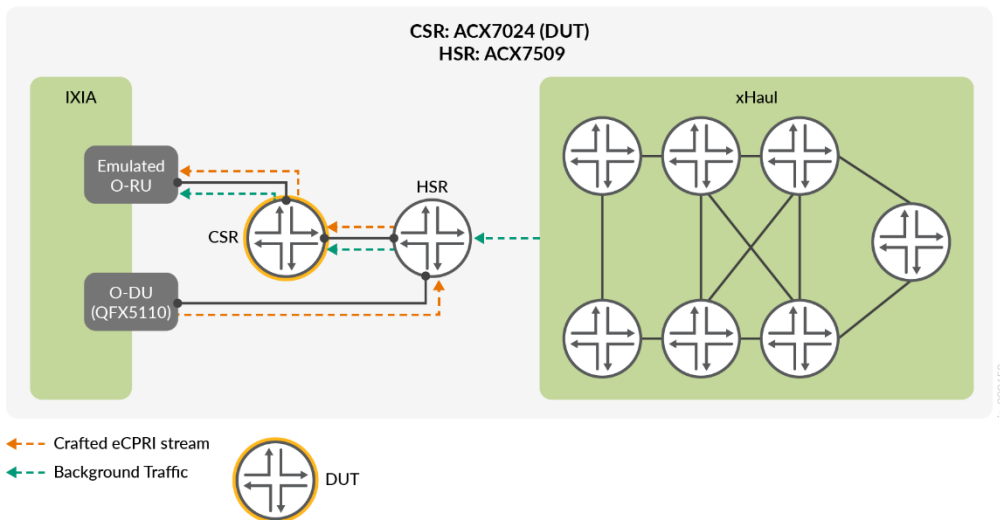 CSR: ACX7024 (DUT)
HSR: ACX7509
IXIA
xHaul
Emulated
O-RU
HSR
CSR
O-DU
(QFX5110)
Crafted eCPRI stream
Background Traffic
DUT